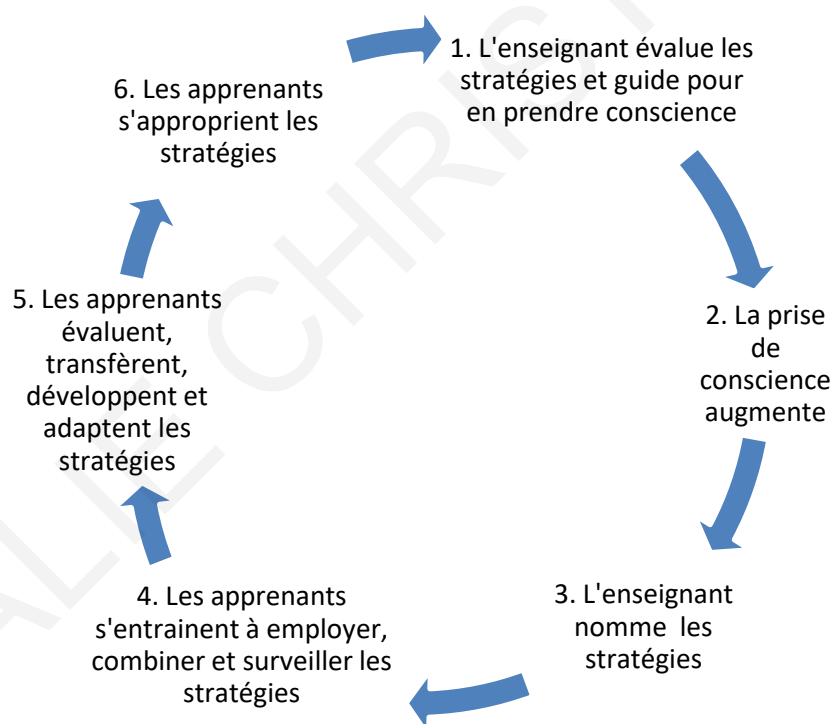 1. L'enseignant évalue les
stratégies et guide pour
en prendre conscience
2. La prise
de
conscience
augmente
3. L'enseignant
nomme les
stratégies
4. Les apprenants
s'entrainent à employer,
combiner et surveiller les
stratégies
5. Les apprenants
évaluent,
transfèrent,
développent et
adaptent les
stratégies
6. Les apprenants
s'approprient les
stratégies
ALE CHRIST